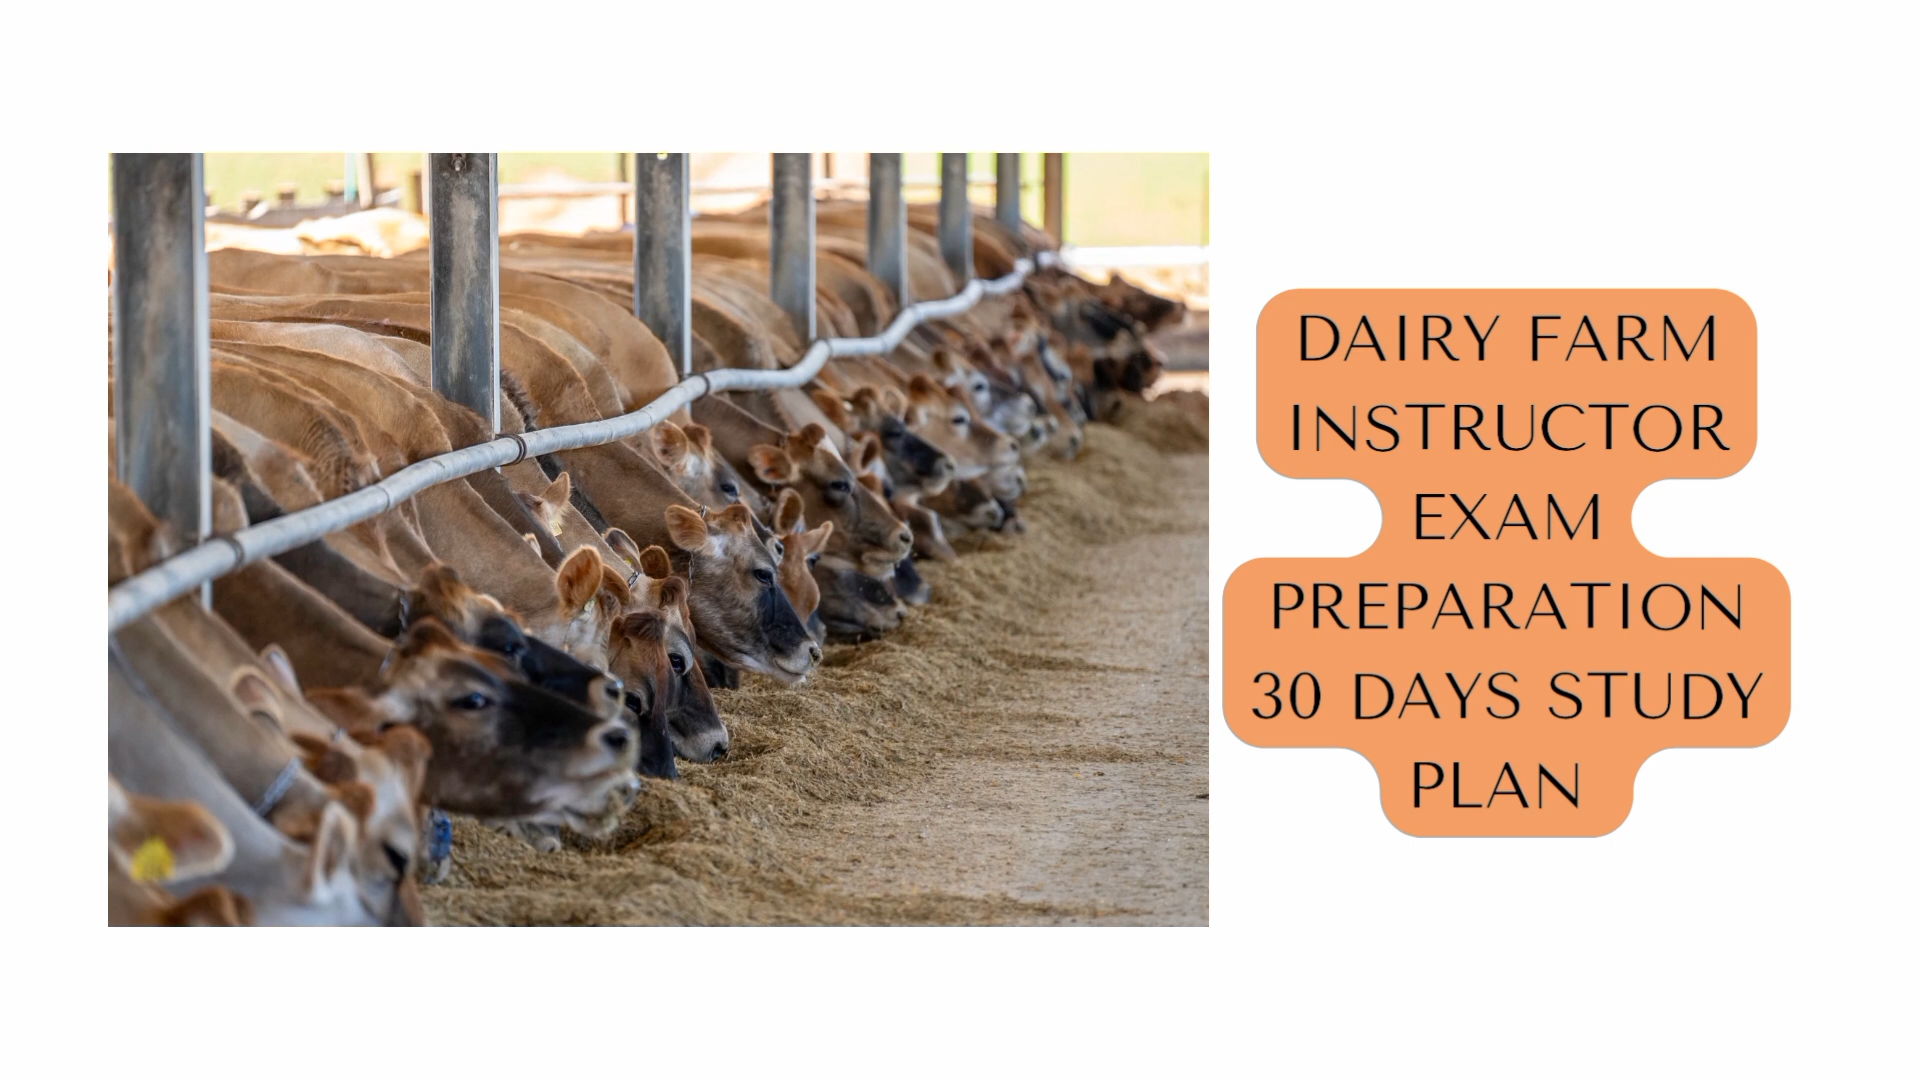 DAIRY FARM
INSTRUCTOR
EXAM
PREPARATION
30 DAYS STUDY
PLAN